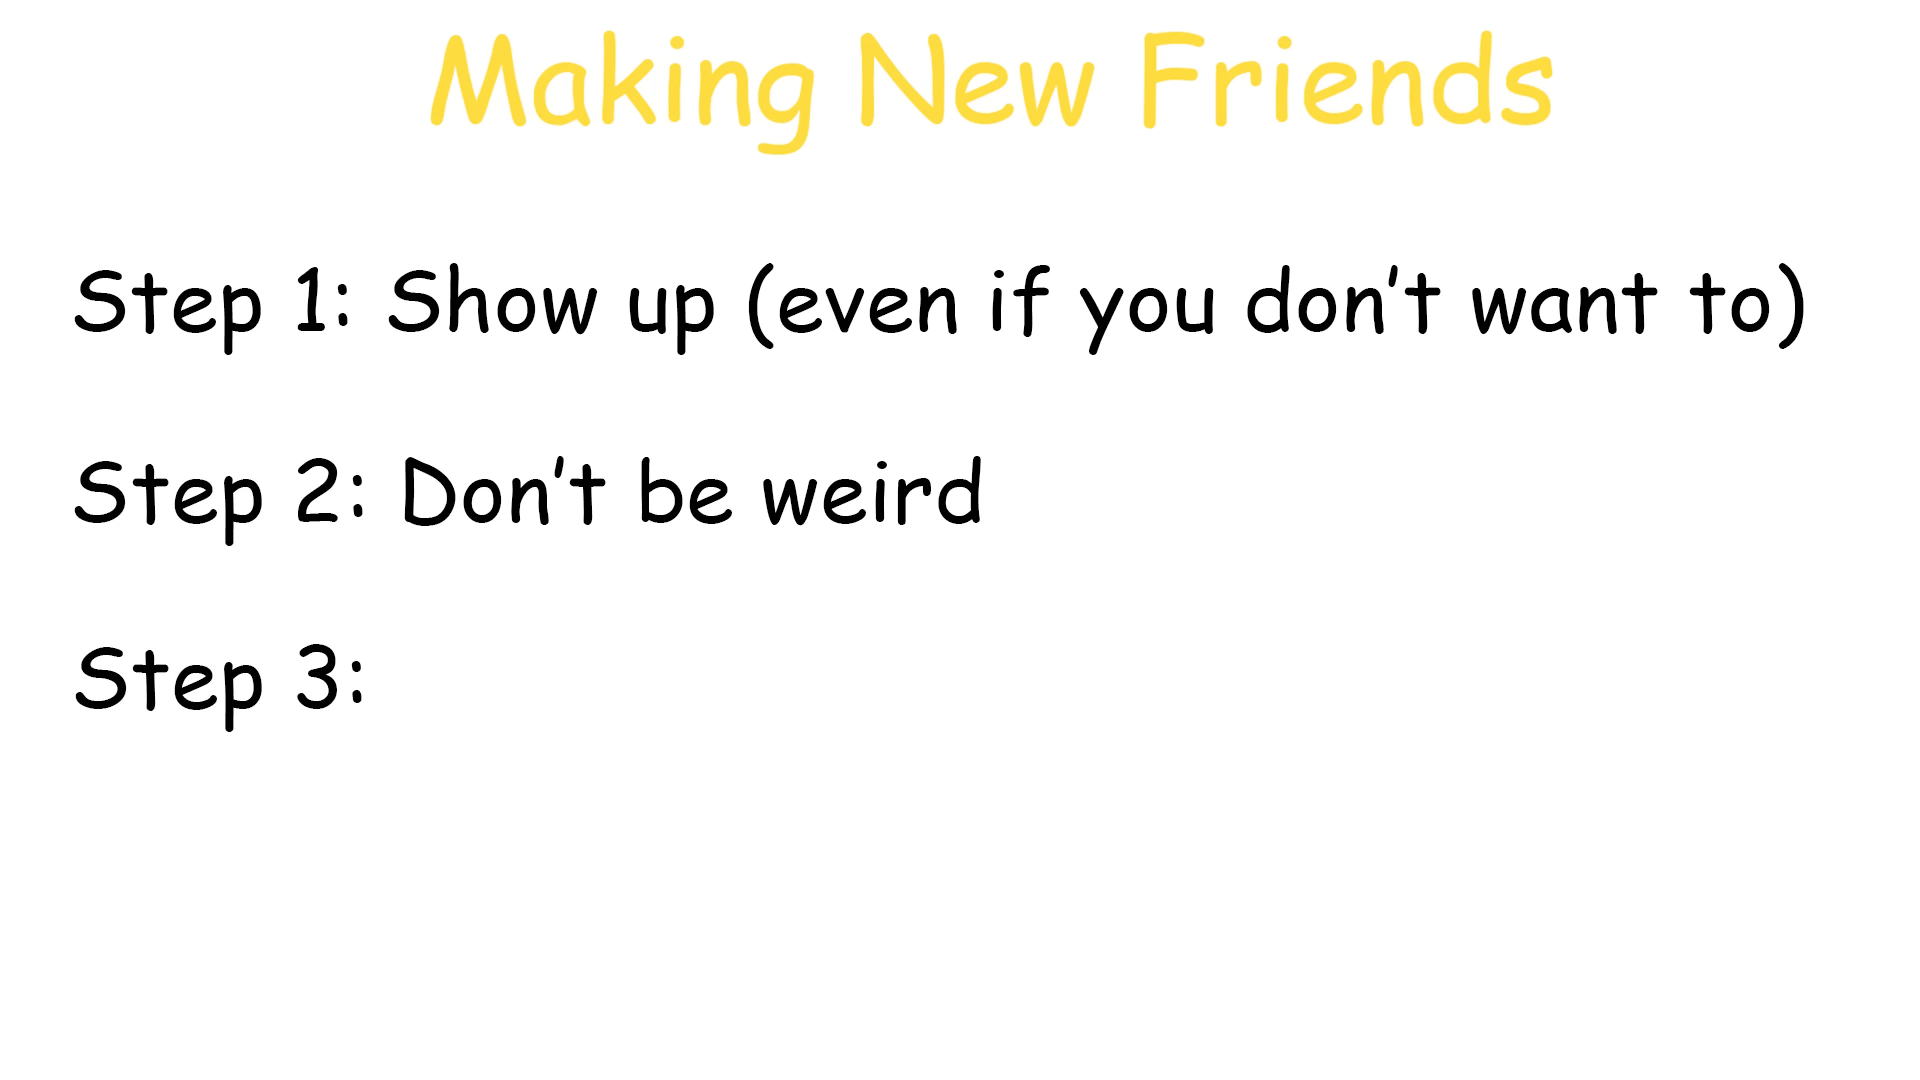 Making New Friends
Step 1: Show up (even if you don’t want to)
Step 2: Don’t be weird
Step 3: